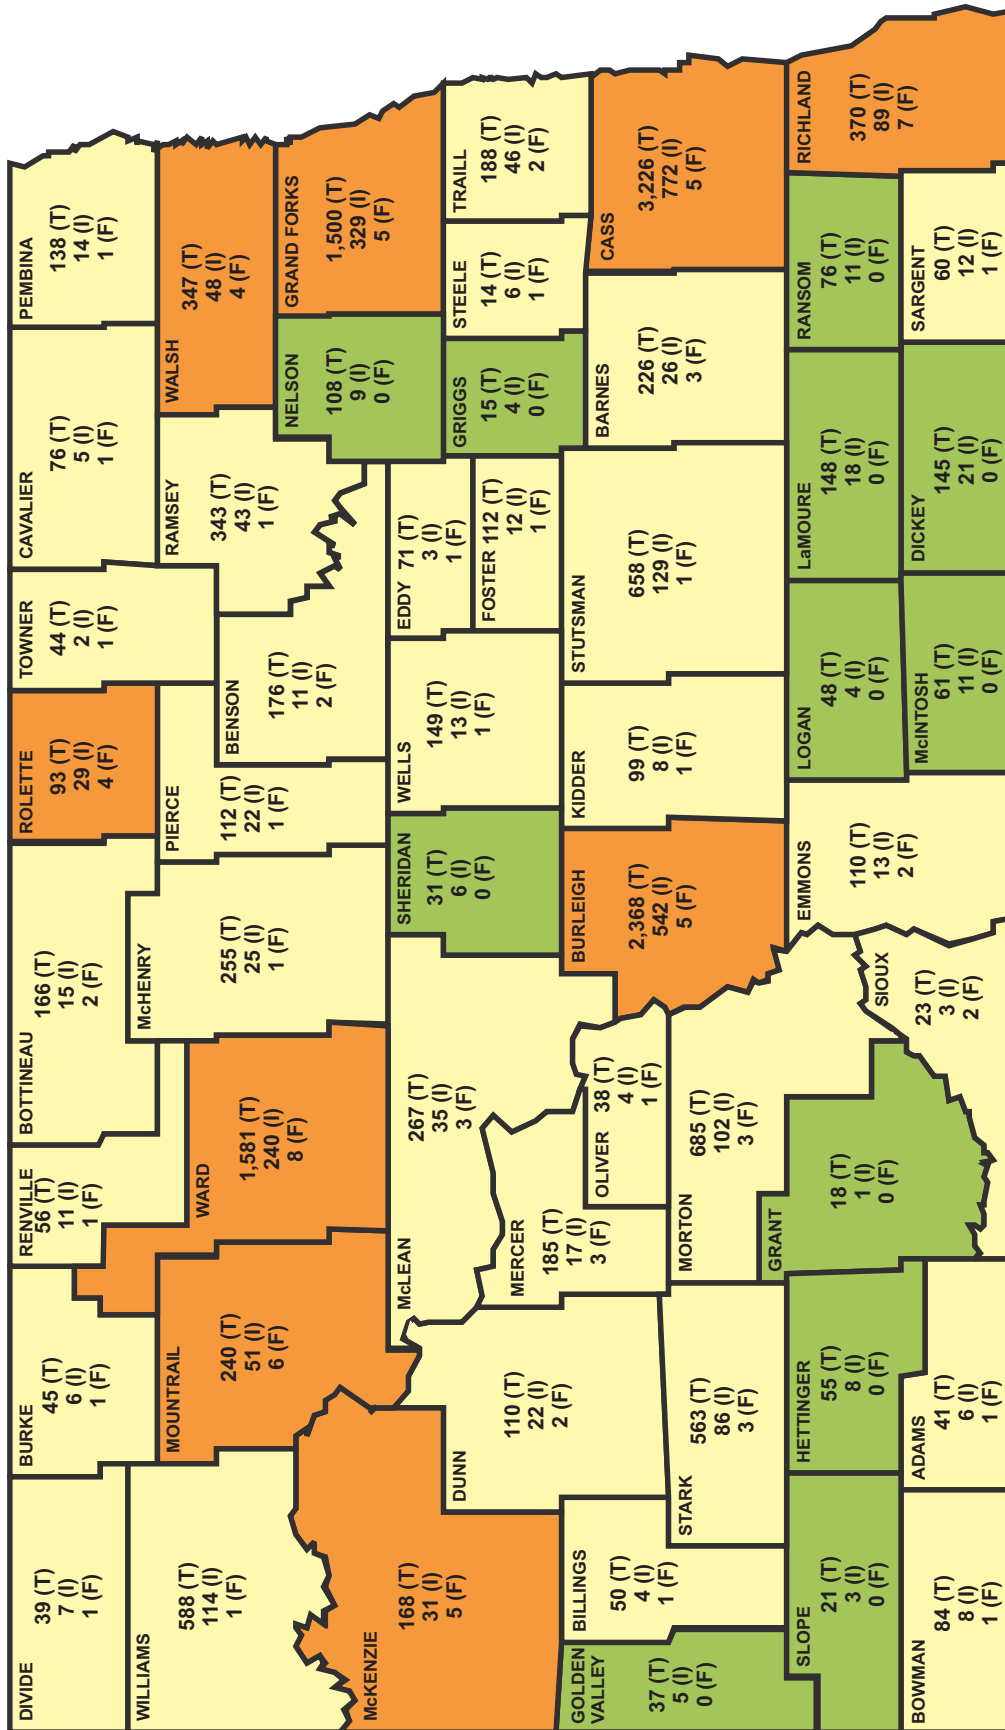 DIVIDE
39 (T)
7 (I)
1 (F)
BURKE
45 (T)
6 (I)
1 (F)
RENVILLE
56 (T)
11 (I)
1 (F)
BOTTINEAU
166 (T)
15 (I)
2 (F)
ROLETTE
93 (T)
29 (I)
4 (F)
TOWNER
44 (T)
2 (I)
1 (F)
CAVALIER
76 (T)
5 (I)
1 (F)
PEMBINA
138 (T)
14 (I)
1 (F)
WILLIAMS
588 (T)
114 (I)
1 (F)
MOUNTRAIL
240 (T)
51 (I)
6 (F)
WARD
1,581 (T)
240 (I)
8 (F)
McHENRY
255 (T)
25 (I)
1 (F)
PIERCE
112 (T)
22 (I)
1 (F)
BENSON
176 (T)
11 (I)
2 (F)
RAMSEY
343 (T)
43 (I)
1 (F)
WALSH
347 (T)
48 (I)
4 (F)
NELSON
108 (T)
9 (I)
0 (F)
GRAND FORKS
1,500 (T)
329 (I)
5 (F)
McKENZIE
168 (T)
31 (I)
5 (F)
DUNN
110 (T)
22 (I)
2 (F)
McLEAN
267 (T)
35 (I)
3 (F)
MERCER
185 (T)
17 (I)
3 (F)
OLIVER
38 (T)
4 (I)
1 (F)
SHERIDAN
31 (T)
6 (I)
0 (F)
WELLS
149 (T)
13 (I)
1 (F)
EDDY 71 (T)
3 (I)
1 (F)
FOSTER 112 (T)
12 (I)
1 (F)
GRIGGS
15 (T)
4 (I)
0 (F)
STEELE
14 (T)
6 (I)
1 (F)
TRAILL
188 (T)
46 (I)
2 (F)
GOLDEN
VALLEY
37 (T)
5 (I)
0 (F)
BILLINGS
50 (T)
4 (I)
1 (F)
STARK
563 (T)
86 (I)
3 (F)
MORTON
685 (T)
102 (I)
3 (F)
BURLEIGH
2,368 (T)
542 (I)
5 (F)
KIDDER
99 (T)
8 (I)
1 (F)
STUTSMAN
658 (T)
129 (I)
1 (F)
BARNES
226 (T)
26 (I)
3 (F)
CASS
3,226 (T)
772 (I)
5 (F)
SLOPE
21 (T)
3 (I)
0 (F)
HETTINGER
55 (T)
8 (I)
0 (F)
GRANT
18 (T)
1 (I)
0 (F)
SIOUX
23 (T)
3 (I)
2 (F)
EMMONS
110 (T)
13 (I)
2 (F)
LOGAN
48 (T)
4 (I)
0 (F)
LaMOURE
148 (T)
18 (I)
0 (F)
RANSOM
76 (T)
11 (I)
0 (F)
RICHLAND
370 (T)
89 (I)
7 (F)
BOWMAN
84 (T)
8 (I)
1 (F)
ADAMS
41 (T)
6 (I)
1 (F)
McINTOSH
61 (T)
11 (I)
0 (F)
DICKEY
145 (T)
21 (I)
0 (F)
SARGENT
60 (T)
12 (I)
1 (F)